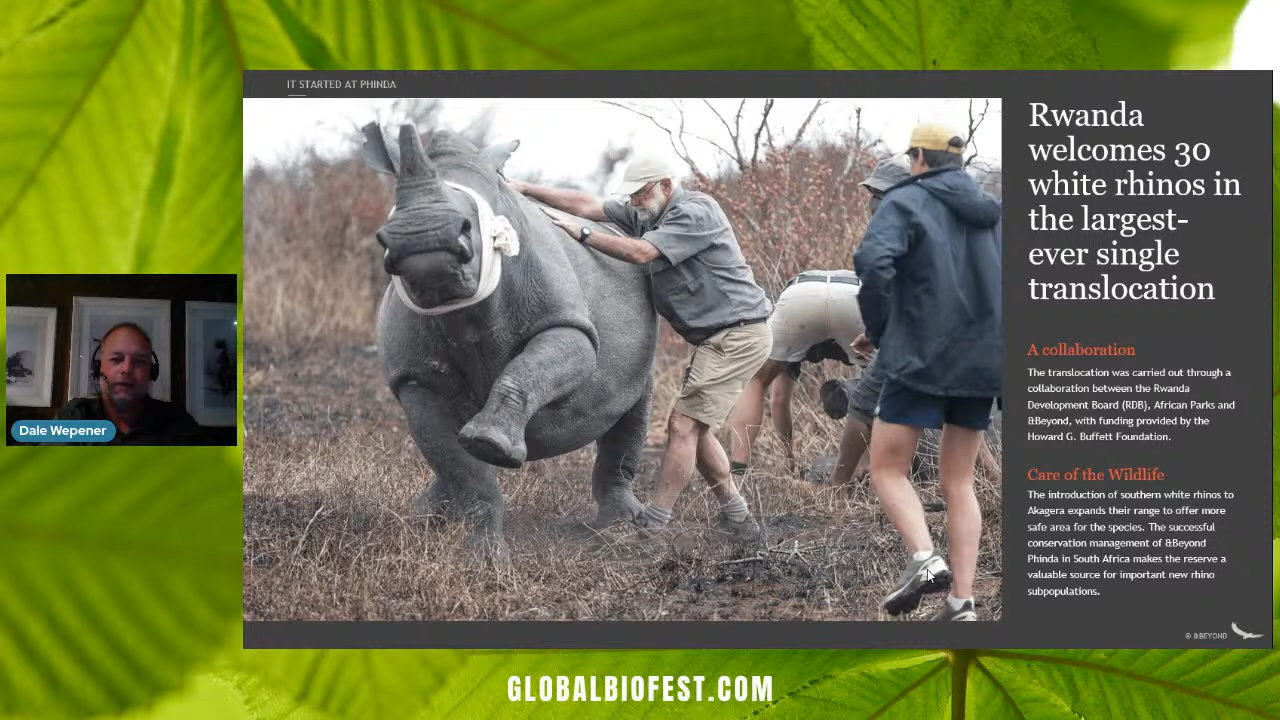 IT STARTED AT PHINDA
Rwanda
welcomes 30
white rhinos in
the largest-
ever single
translocation
A collaboration
The translocation was carried out through a
collaboration between the Rwanda
Development Board (RDB), African Parks and
&Beyond, with funding provided by the
Howard G. Buffett Foundation.
Care of the Wildlife
The introduction of southern white rhinos to
Akagera expands their range to offer more
safe area for the species. The successful
conservation management of &Beyond
Phinda in South Africa makes the reserve a
valuable source for important new rhino
subpopulations.
© &BEYOND
Dale Wepener
GLOBALBIOFEST.COM